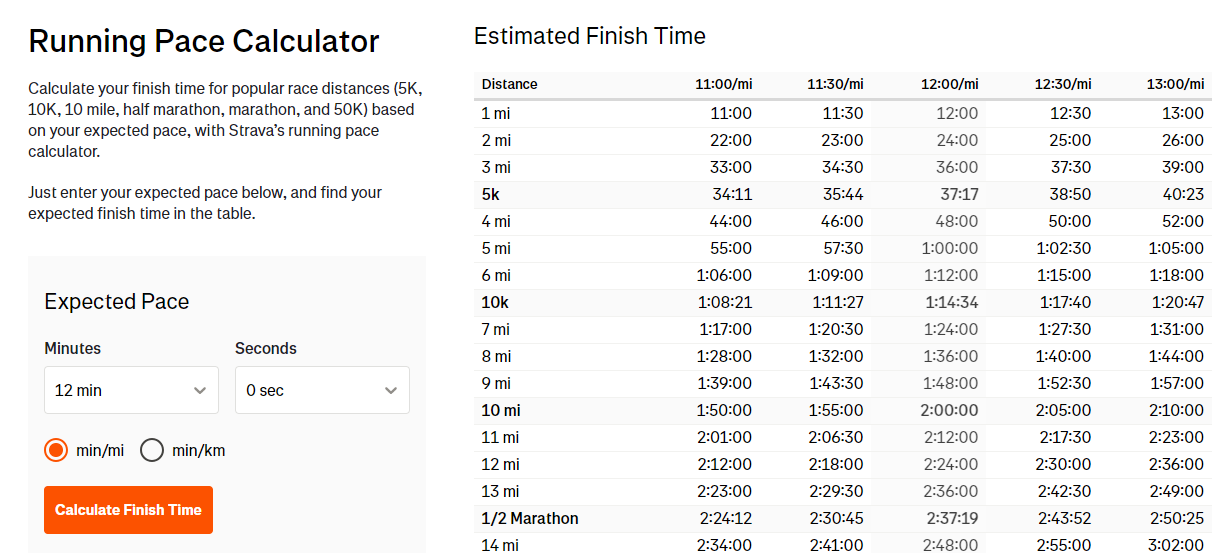 Running Pace Calculator
Calculate your finish time for popular race distances (5K,
10K, 10 mile, half marathon, marathon, and 50K) based
on your expected pace, with Strava’s running pace
calculator.
Just enter your expected pace below, and find your
expected finish time in the table.
Expected Pace
Minutes Seconds
12 min 0 sec
min/mi min/km
Calculate Finish Time
Estimated Finish Time
Distance 11:00/mi 11:30/mi 12:00/mi 12:30/mi 13:00/mi
1 mi 11:00 11:30 12:00 12:30 13:00
2 mi 22:00 23:00 24:00 25:00 26:00
3 mi 33:00 34:30 36:00 37:30 39:00
5k 34:11 35:44 37:17 38:50 40:23
4 mi 44:00 46:00 48:00 50:00 52:00
5 mi 55:00 57:30 1:00:00 1:02:30 1:05:00
6 mi 1:06:00 1:09:00 1:12:00 1:15:00 1:18:00
10k 1:08:21 1:11:27 1:14:34 1:17:40 1:20:47
7 mi 1:17:00 1:20:30 1:24:00 1:27:30 1:31:00
8 mi 1:28:00 1:32:00 1:36:00 1:40:00 1:44:00
9 mi 1:39:00 1:43:30 1:48:00 1:52:30 1:57:00
10 mi 1:50:00 1:55:00 2:00:00 2:05:00 2:10:00
11 mi 2:01:00 2:06:30 2:12:00 2:17:30 2:23:00
12 mi 2:12:00 2:18:00 2:24:00 2:30:00 2:36:00
13 mi 2:23:00 2:29:30 2:36:00 2:42:30 2:49:00
1/2 Marathon 2:24:12 2:30:45 2:37:19 2:43:52 2:50:25
14 mi 2:34:00 2:41:00 2:48:00 2:55:00 3:02:00